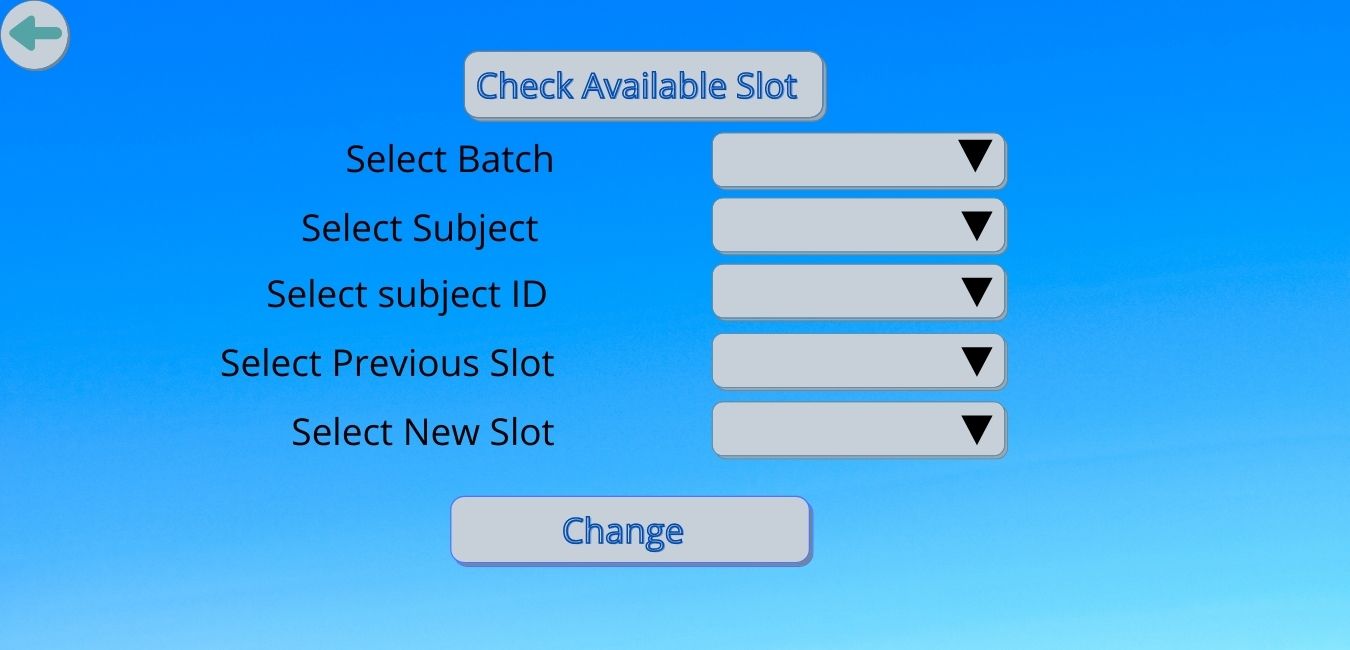 Check Available Slot
Select Batch
Select Subject
Select subject ID
Select Previous Slot
Select New Slot
Change